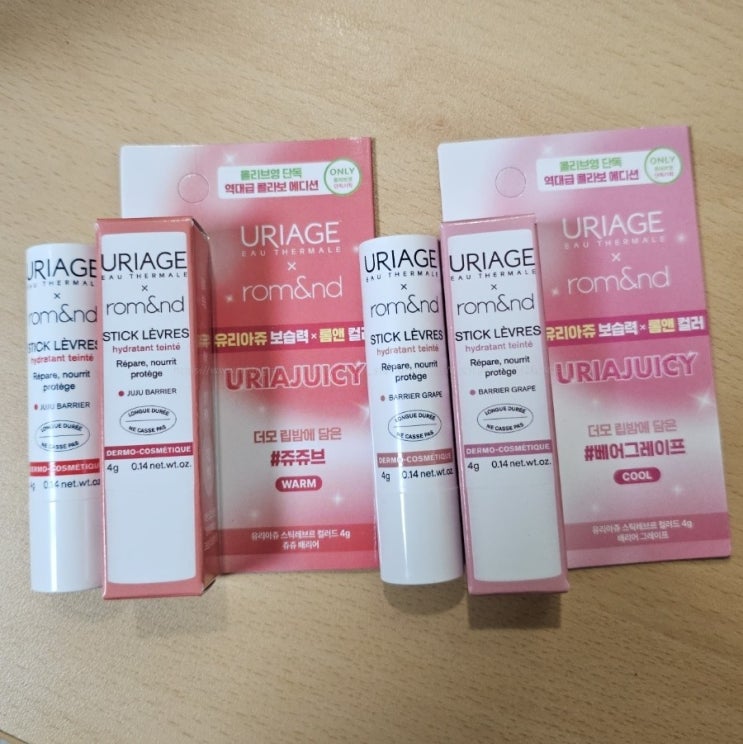 올리브영 단독
역대급 콜라보 에디션
ONLY
URIAGE
EAU THERMALE
×
rom&nd
유리아쥬 보습력 × 롬앤 컬러
URIAJUICY
더모 립밤에 담은
#쥬쥬브
WARM
유리아쥬 스틱레브르 컬러드 4g
쥬쥬 배리어
URIAGE
EAU THERMALE
×
rom&nd
STICK LÈVRES
hydratant teinté
Répare, nourrit
protège
JUJU BARRIER
LONGUE DURÉE
NE CASSE PAS
DERMO-COSMÉTIQUE
4g 0.14 net.wt.oz.
URIAGE
EAU THERMALE
×
rom&nd
STICK LÈVRES
hydratant teinté
Répare, nourrit
protège
JUJU BARRIER
LONGUE DURÉE
NE CASSE PAS
DERMO-COSMÉTIQUE
4g 0.14 net.wt.oz.
올리브영 단독
역대급 콜라보 에디션
ONLY
URIAGE
EAU THERMALE
×
rom&nd
유리아쥬 보습력 × 롬앤 컬러
URIAJUICY
더모 립밤에 담은
#베어그레이프
COOL
유리아쥬 스틱레브르 컬러드 4g
배리어 그레이프
URIAGE
EAU THERMALE
×
rom&nd
STICK LÈVRES
hydratant teinté
Répare, nourrit
protège
BARRIER GRAPE
LONGUE DURÉE
NE CASSE PAS
DERMO-COSMÉTIQUE
4g 0.14 net.wt.oz.
URIAGE
EAU THERMALE
×
rom&nd
STICK LÈVRES
hydratant teinté
Répare, nourrit
protège
BARRIER GRAPE
LONGUE DURÉE
NE CASSE PAS
DERMO-COSMÉTIQUE
4g 0.14 net.wt.oz.